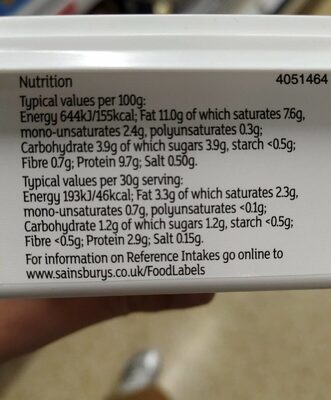 Nutrition 4051464
Typical values per 100g:
Energy 644kJ/155kcal; Fat 11.0g of which saturates 7.6g,
mono-unsaturates 2.4g, polyunsaturates 0.3g;
Carbohydrate 3.9g of which sugars 3.9g, starch <0.5g;
Fibre 0.7g; Protein 9.7g; Salt 0.50g.
Typical values per 30g serving:
Energy 193kJ/46kcal; Fat 3.3g of which saturates 2.3g,
mono-unsaturates 0.7g, polyunsaturates <0.1g;
Carbohydrate 1.2g of which sugars 1.2g, starch <0.5g;
Fibre <0.5g; Protein 2.9g; Salt 0.15g.
For information on Reference Intakes go online to
www.sainsburys.co.uk/FoodLabels